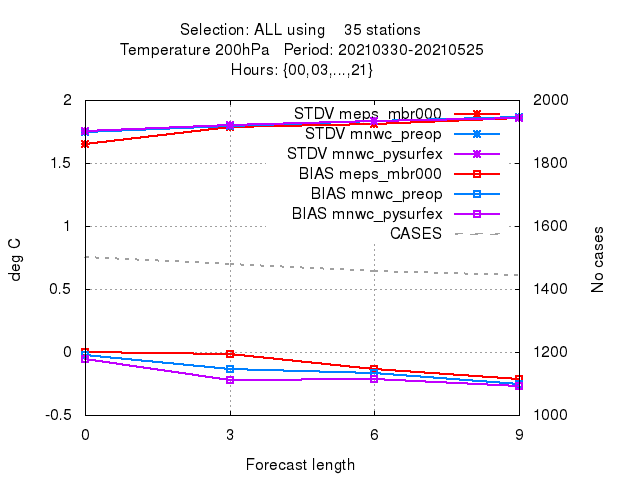 Selection: ALL using    35 stations
Temperature 200hPa   Period: 20210330-20210525
Hours: {00,03,...,21}
2
1.5
1
0.5
0
-0.5
deg C
STDV meps_mbr000
STDV mnwc_preop
STDV mnwc_pysurfex
BIAS meps_mbr000
BIAS mnwc_preop
BIAS mnwc_pysurfex
CASES
2000
1800
1600
1400
1200
1000
No cases
0 3 6 9
Forecast length